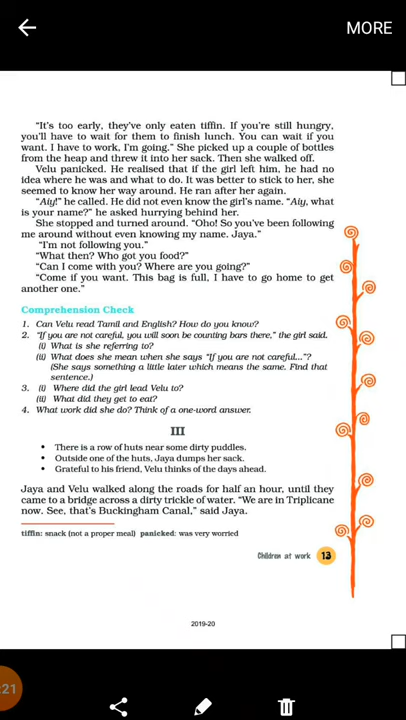 MORE
“It’s too early, they’ve only eaten tiffin. If you’re still hungry,
you’ll have to wait for them to finish lunch. You can wait if you
want. I have to work, I’m going.” She picked up a couple of bottles
from the heap and threw it into her sack. Then she walked off.
Velu panicked. He realised that if the girl left him, he had no
idea where he was and what to do. It was better to stick to her, she
seemed to know her way around. He ran after her again.
“Aiy!” he called. He did not even know the girl’s name. “Aiy, what
is your name?” he asked hurrying behind her.
She stopped and turned around. “Oho! So you’ve been following
me around without even knowing my name. Jaya.”
“I’m not following you.”
“What then? Who got you food?”
“Can I come with you? Where are you going?”
“Come if you want. This bag is full, I have to go home to get
another one.”
Comprehension Check
1. Can Velu read Tamil and English? How do you know?
2. “If you are not careful, you will soon be counting bars there,” the girl said.
(i) What is she referring to?
(ii) What does she mean when she says “If you are not careful...”?
(She says something a little later which means the same. Find that
sentence.)
3. (i) Where did the girl lead Velu to?
(ii) What did they get to eat?
4. What work did she do? Think of a one-word answer.
III
• There is a row of huts near some dirty puddles.
• Outside one of the huts, Jaya dumps her sack.
• Grateful to his friend, Velu thinks of the days ahead.
Jaya and Velu walked along the roads for half an hour, until they
came to a bridge across a dirty trickle of water. “We are in Triplicane
now. See, that’s Buckingham Canal,” said Jaya.
tiffin: snack (not a proper meal) panicked: was very worried
Children at work 13
2019-20
:21